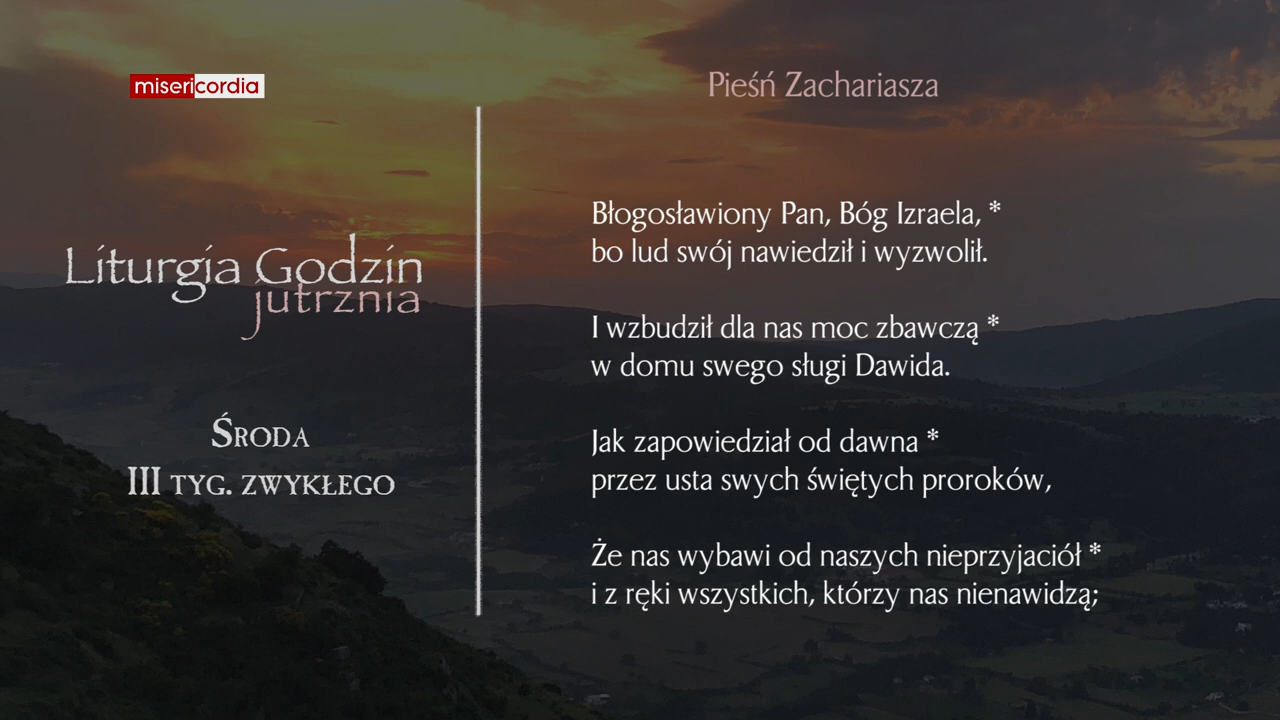 misericordia
Liturgia Godzin
jutrznia
Środa
III tyg. zwykłego
Pieśń Zachariasza
Błogosławiony Pan, Bóg Izraela, *
bo lud swój nawiedził i wyzwolił.
I wzbudził dla nas moc zbawczą *
w domu swego sługi Dawida.
Jak zapowiedział od dawna *
przez usta swych świętych proroków,
Że nas wybawi od naszych nieprzyjaciół *
i z ręki wszystkich, którzy nas nienawidzą;